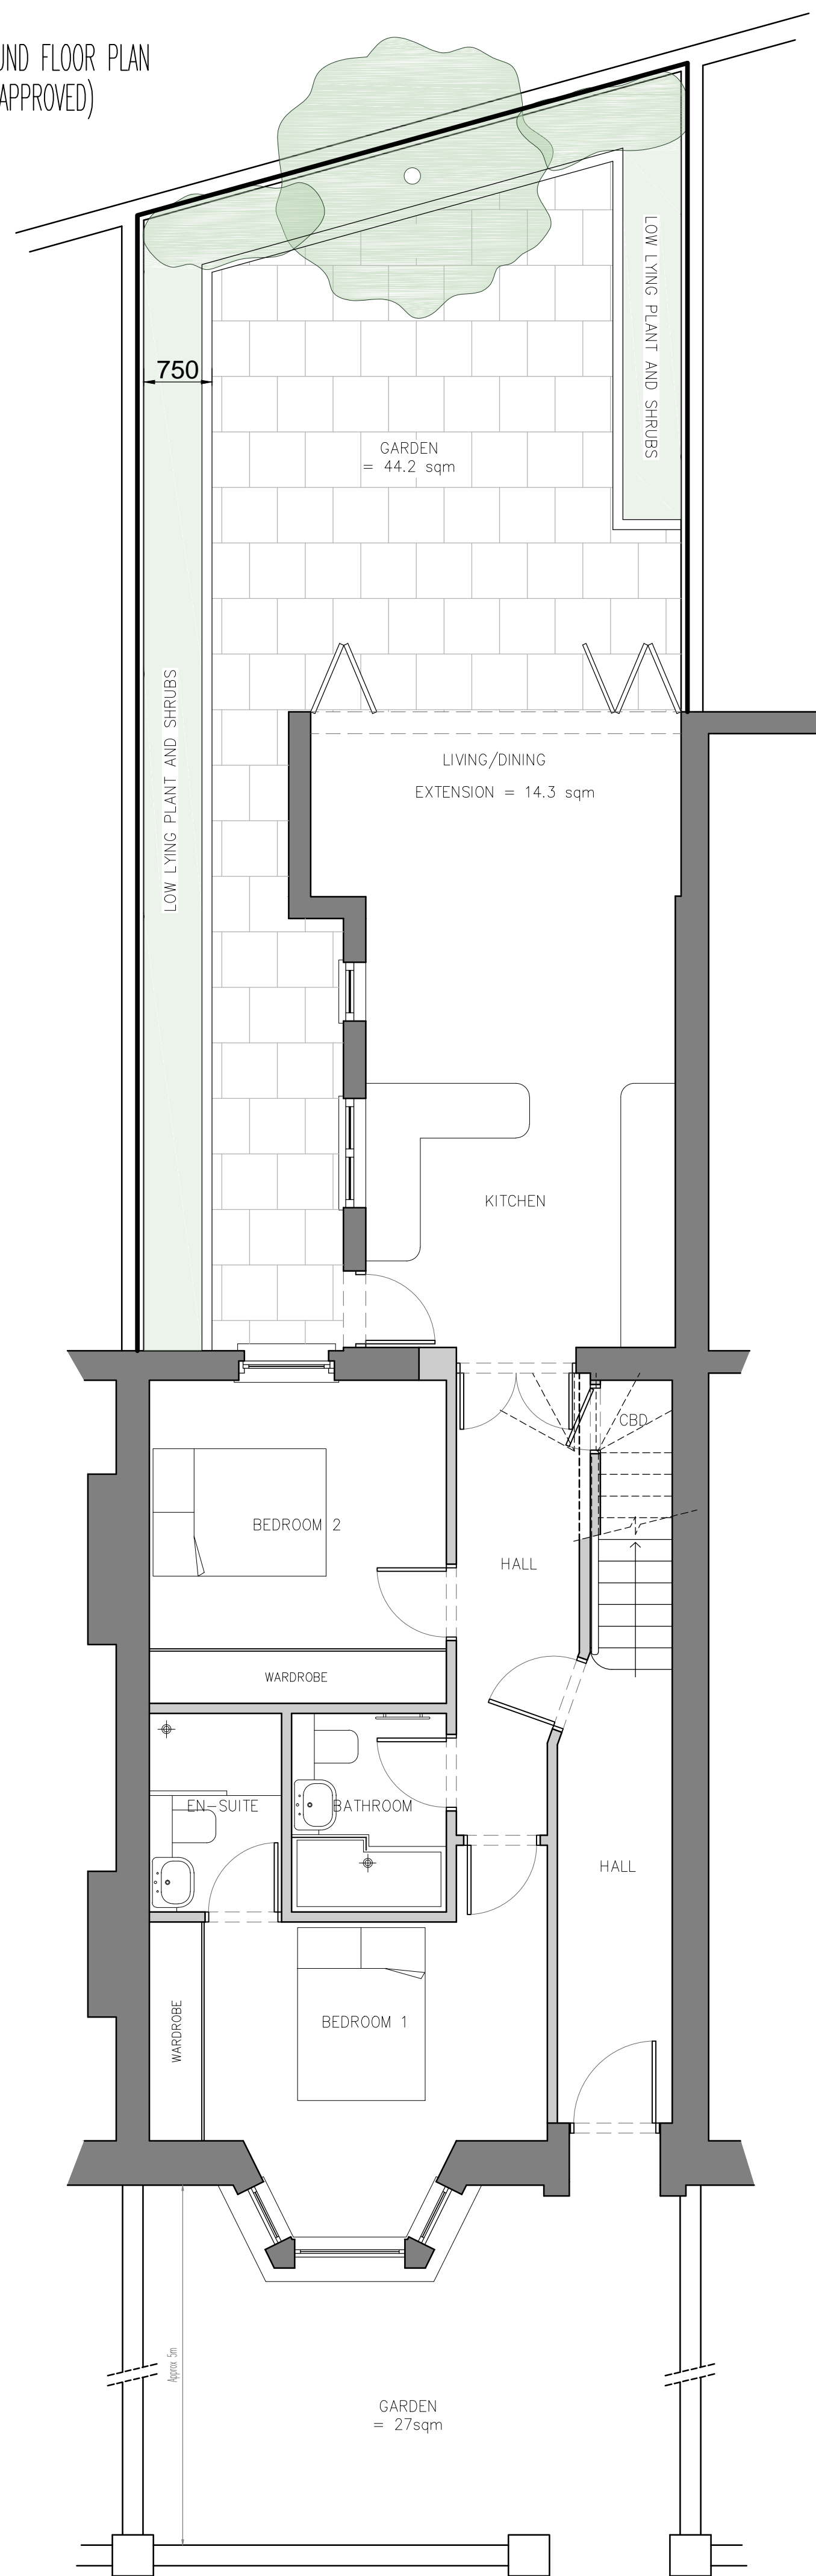 FLOOR PLAN
APPROVED)
LOW LYING PLANT AND SHRUBS
750
GARDEN
= 44.2 sqm
LOW LYING PLANT AND SHRUBS
LIVING/DINING
EXTENSION = 14.3 sqm
KITCHEN
CBD
BEDROOM 2
HALL
WARDROBE
EN-SUITE
BATHROOM
HALL
WARDROBE
BEDROOM 1
Approx 5m
GARDEN
= 27sqm